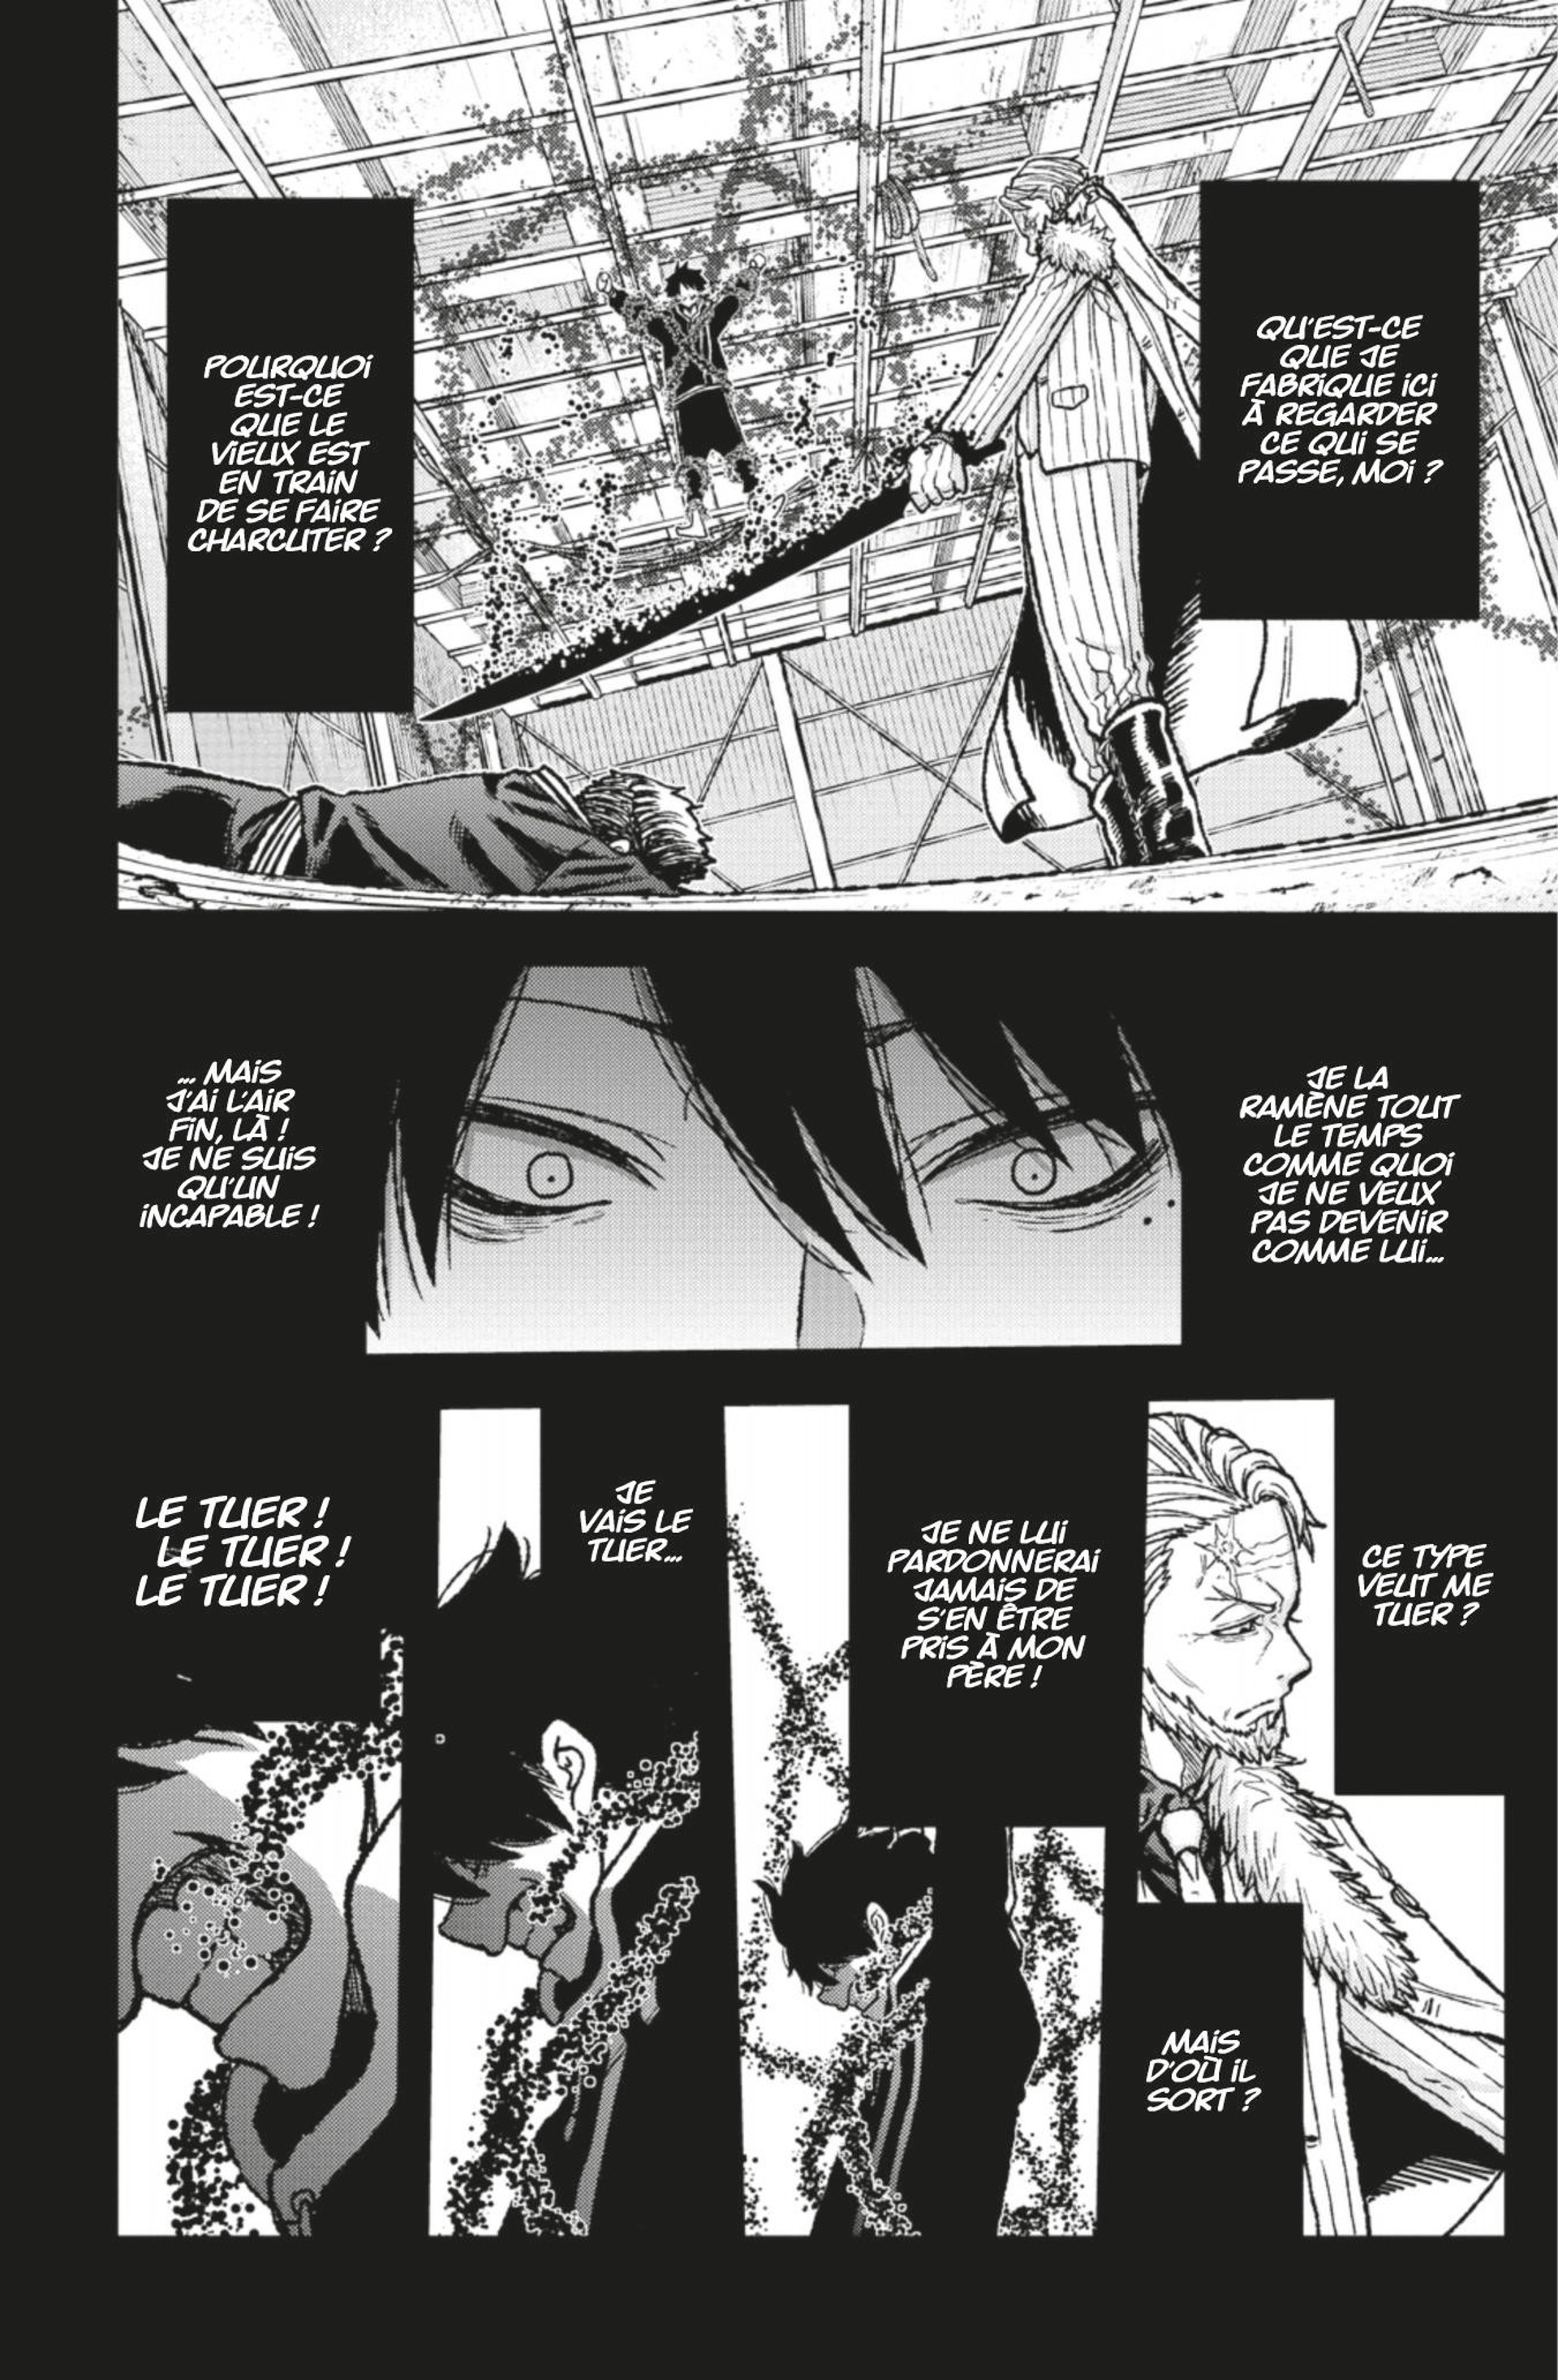 QU'EST-CE
QUE JE
FABRIQUE ICI
À REGARDER
CE QUI SE
PASSE, MOI ?
POURQUOI
EST-CE
QUE LE
VIEUX EST
EN TRAIN
DE SE FAIRE
CHARCUTER ?
JE LA
RAMÈNE TOUT
LE TEMPS
COMME QUOI
JE NE VEUX
PAS DEVENIR
COMME LUI...
... MAIS
J'AI L'AIR
FIN, LÀ !
JE NE SUIS
QU'UN
INCAPABLE !
CE TYPE
VEUT ME
TUER ?
MAIS
D'OÙ IL
SORT ?
JE NE LUI
PARDONNERAI
JAMAIS DE
S'EN ÊTRE
PRIS À MON
PÈRE !
JE
VAIS LE
TUER...
LE TUER !
LE TUER !
LE TUER !